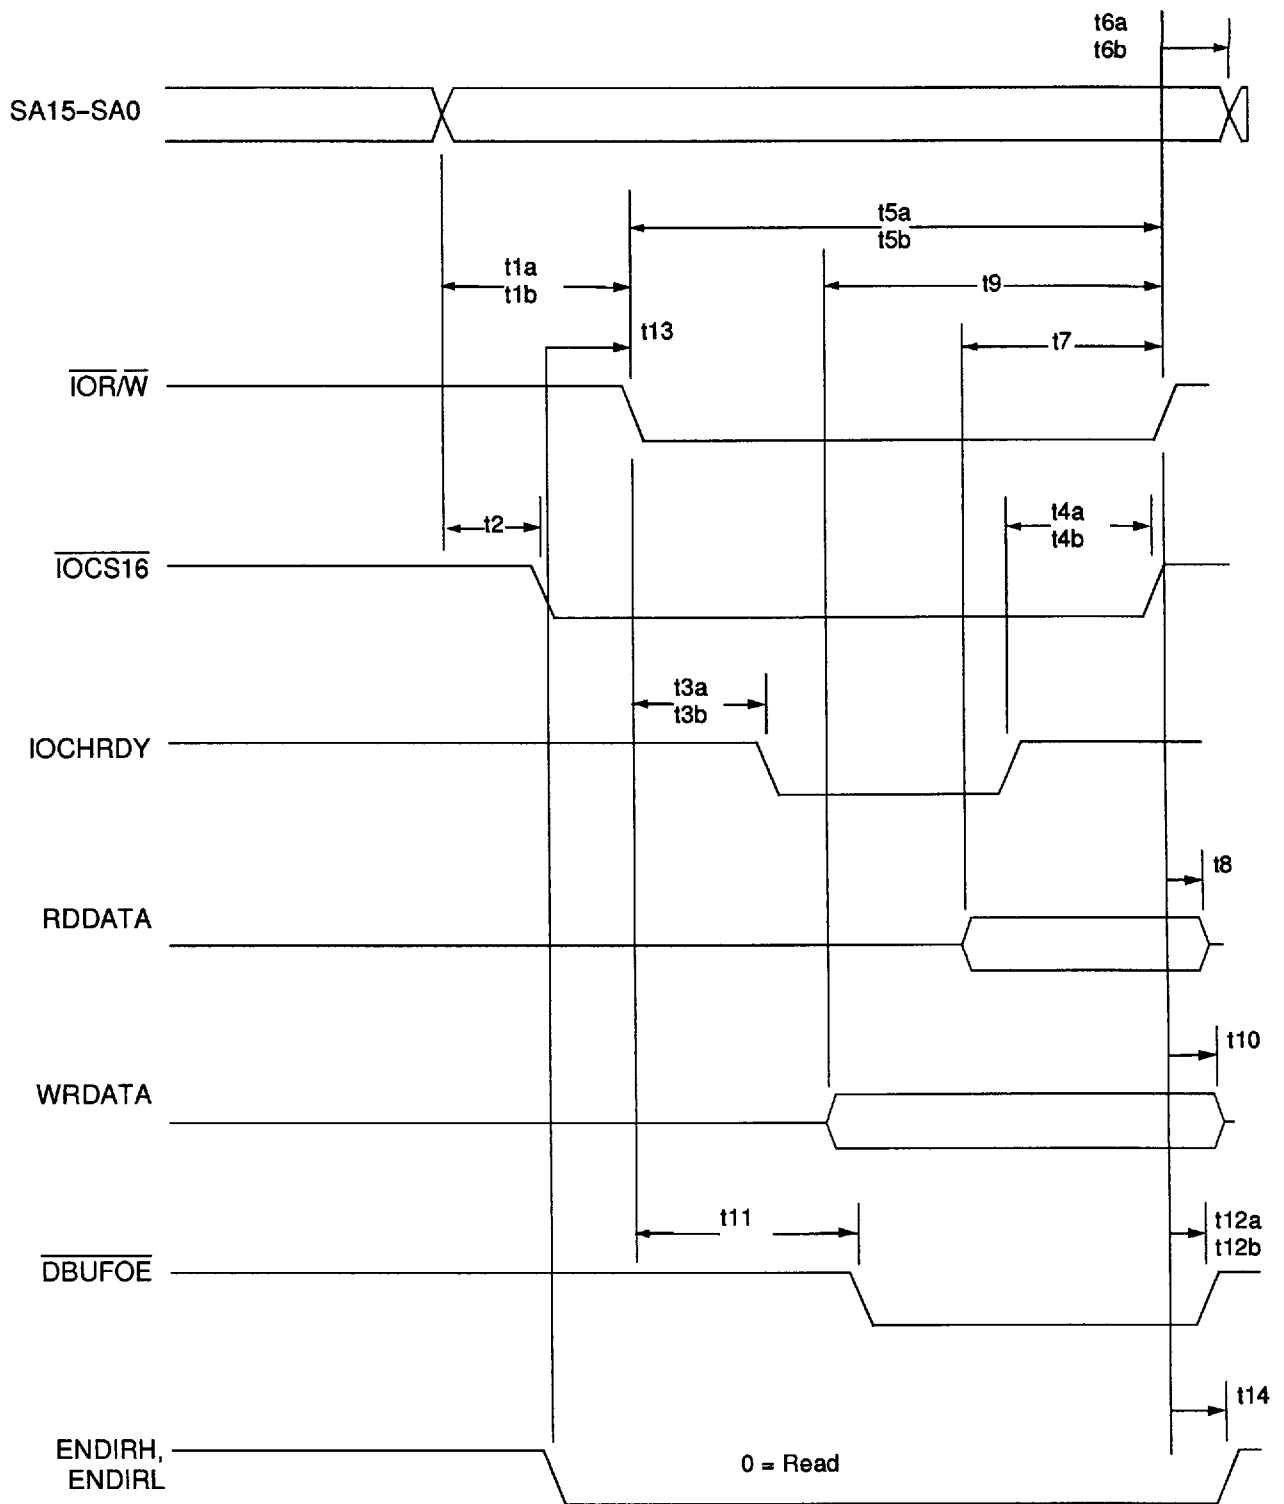 t6a
t6b
SA15–SA0
t5a
t5b
t1a
t1b
t9
t13
t7
IOR/W
t2
t4a
t4b
IOCS16
t3a
t3b
IOCHRDY
t8
RDDATA
t10
WRDATA
t11
t12a
t12b
DBUFOE
t14
ENDIRH,
ENDIRL
0 = Read